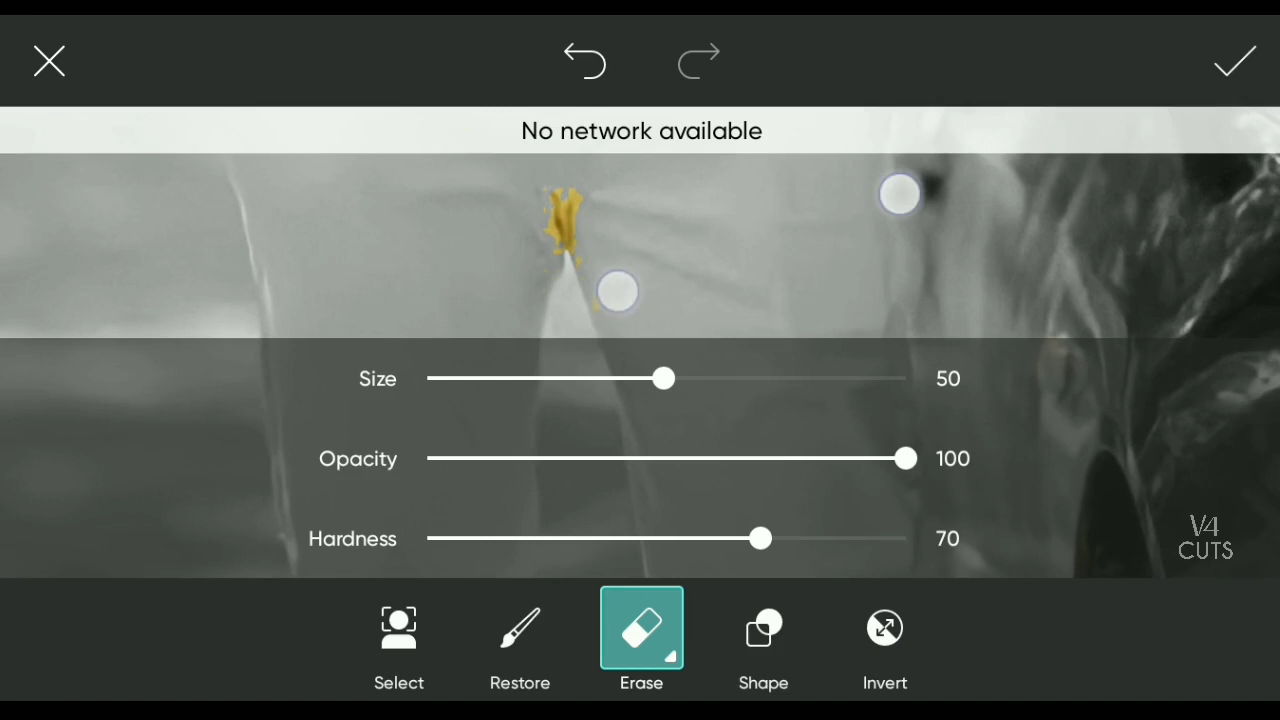 No network available
Size 50
Opacity 100
Hardness 70
V4
CUTS
Select Restore Erase Shape Invert